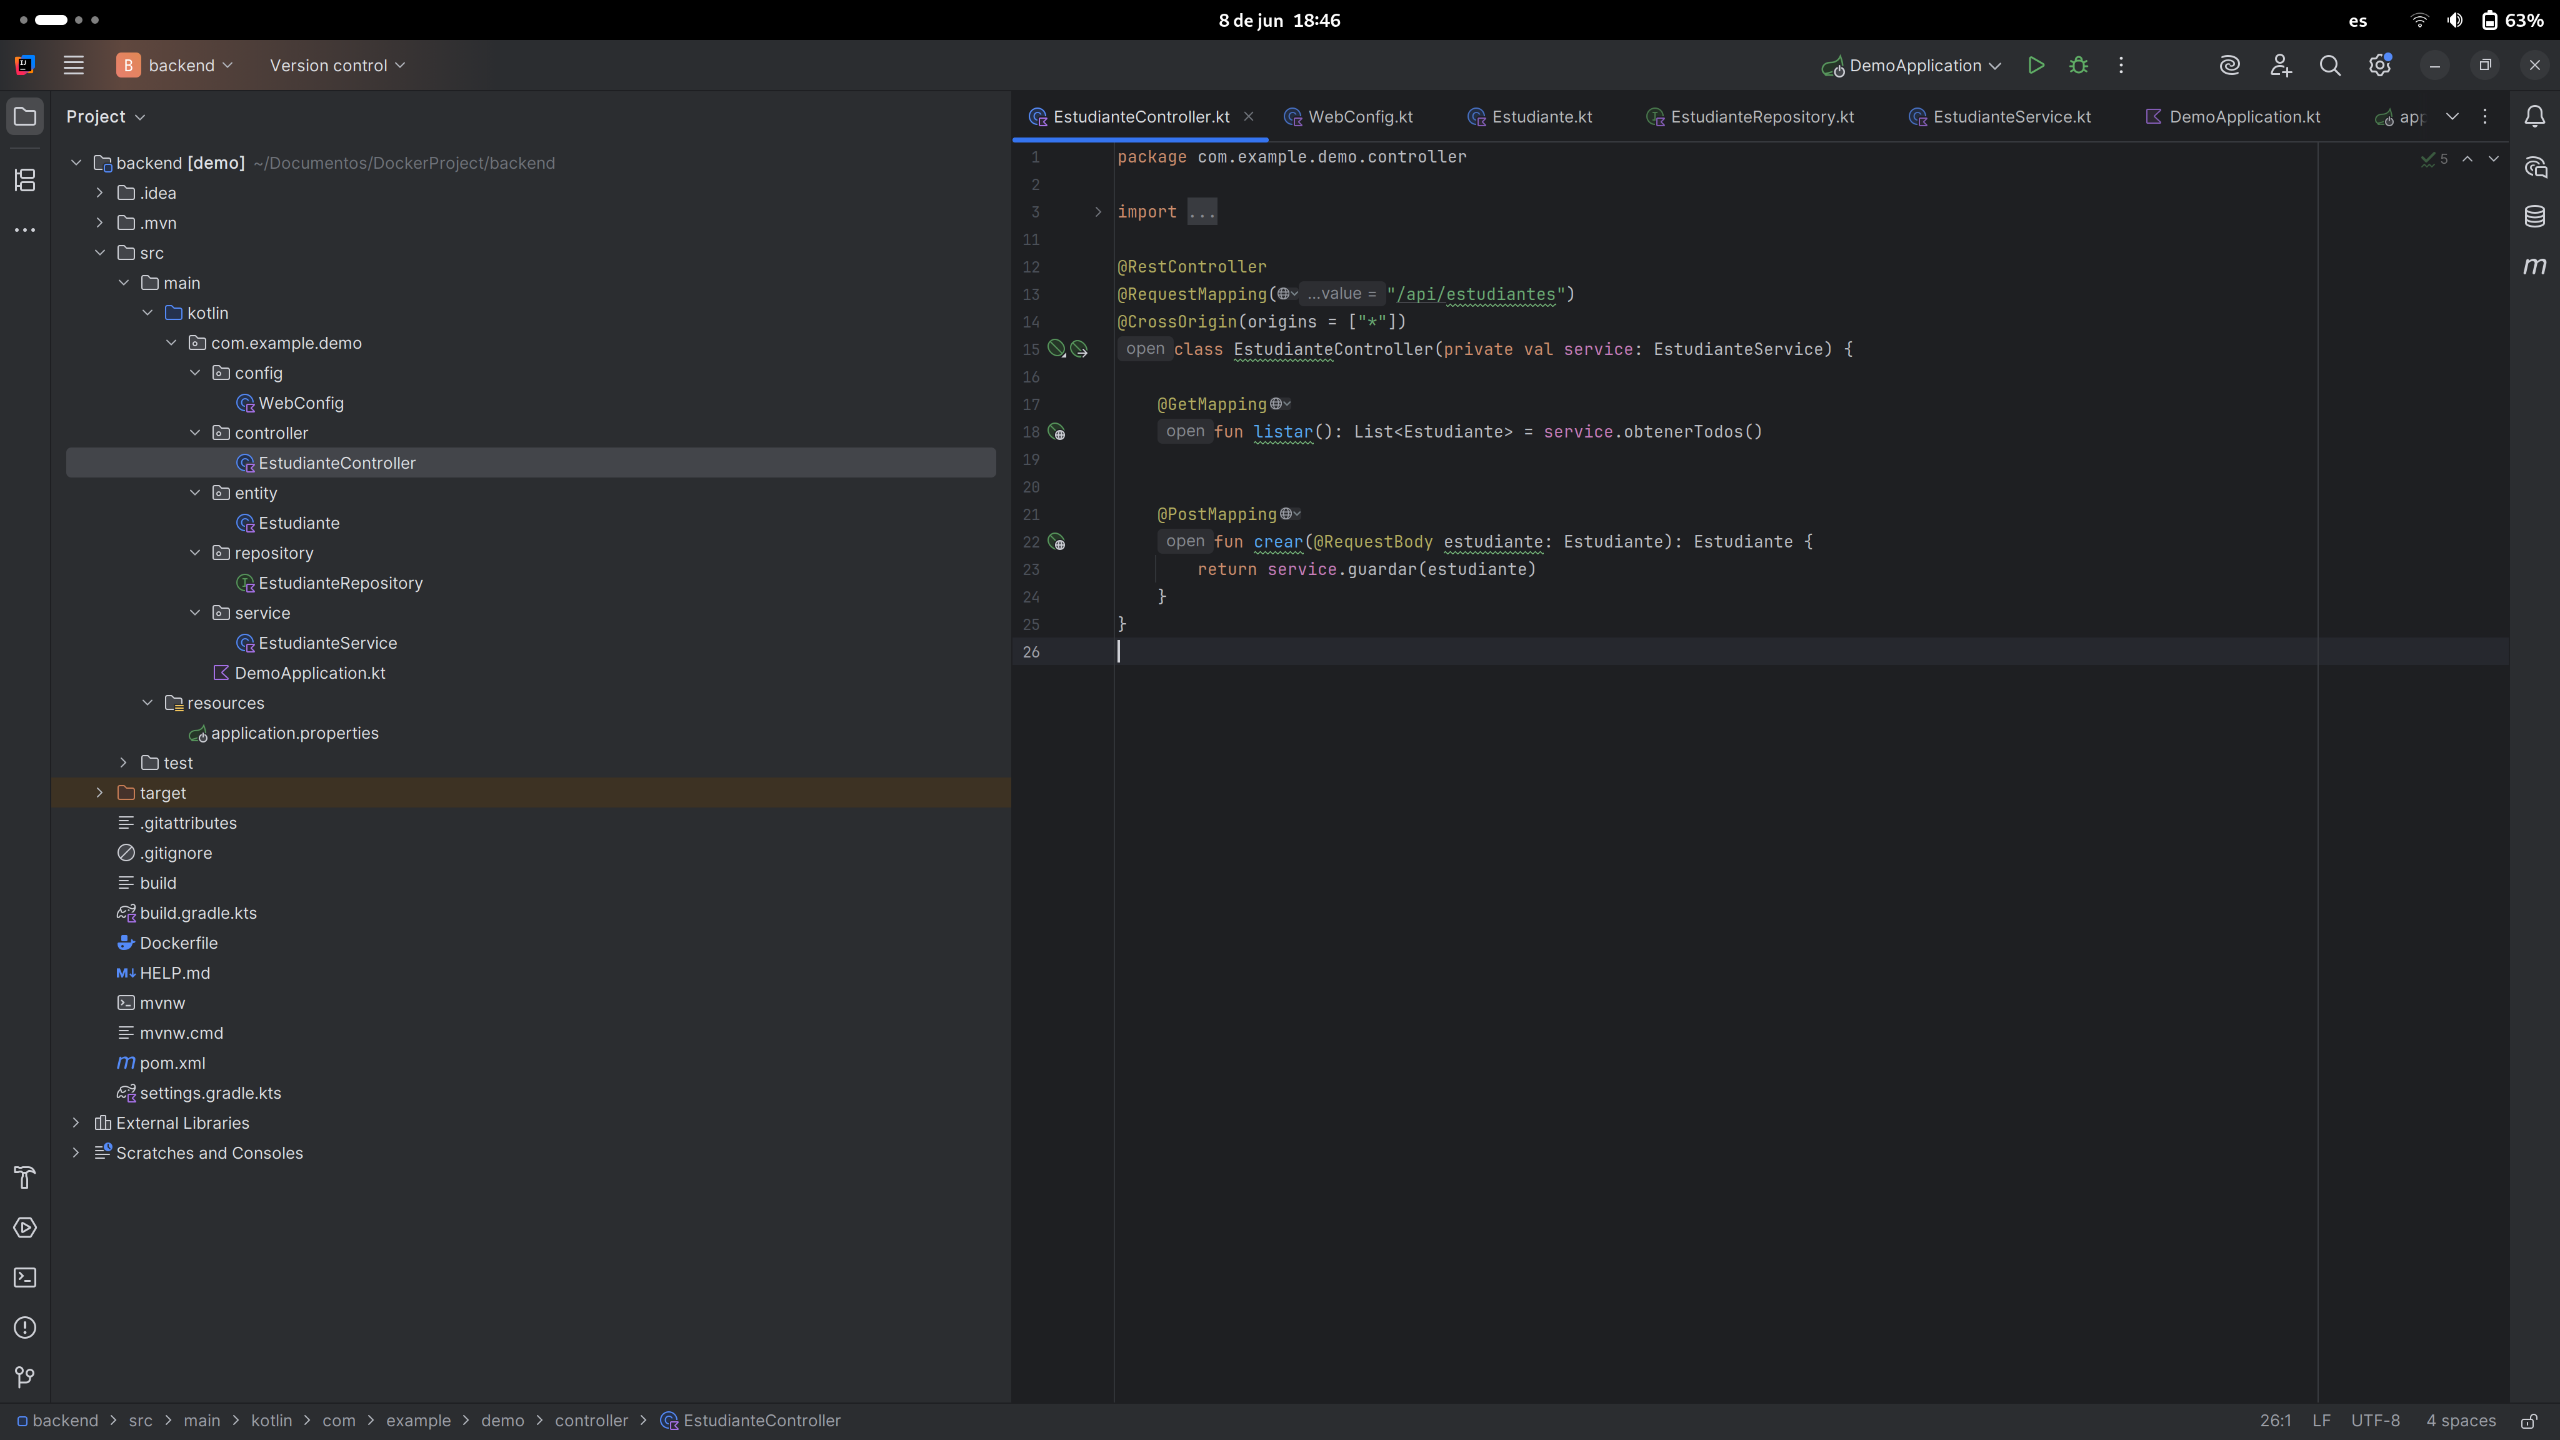 8 de jun 18:46
es
63%
B backend
Version control
DemoApplication
Project
EstudianteController.kt
WebConfig.kt
Estudiante.kt
EstudianteRepository.kt
EstudianteService.kt
DemoApplication.kt
app
backend [demo] ~/Documentos/DockerProject/backend
.idea
.mvn
src
main
kotlin
com.example.demo
config
WebConfig
controller
EstudianteController
entity
Estudiante
repository
EstudianteRepository
service
EstudianteService
DemoApplication.kt
resources
application.properties
test
target
.gitattributes
.gitignore
build
build.gradle.kts
Dockerfile
HELP.md
mvnw
mvnw.cmd
pom.xml
settings.gradle.kts
External Libraries
Scratches and Consoles
5
1 package com.example.demo.controller
2
3 import ...
11
12 @RestController
13 @RequestMapping( ...value = "/api/estudiantes")
14 @CrossOrigin(origins = ["*"])
15 open class EstudianteController(private val service: EstudianteService) {
16
17 @GetMapping
18 open fun listar(): List<Estudiante> = service.obtenerTodos()
19
20
21 @PostMapping
22 open fun crear(@RequestBody estudiante: Estudiante): Estudiante {
23 return service.guardar(estudiante)
24 }
25 }
26
backend > src > main > kotlin > com > example > demo > controller > EstudianteController
26:1 LF UTF-8 4 spaces